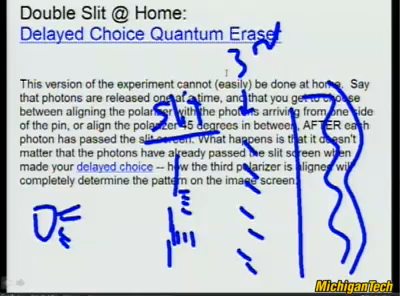 Double Slit @ Home:
Delayed Choice Quantum Eraser
3rd
This version of the experiment cannot (easily) be done at home. Say
that photons are released one at a time, and that you get to choose
between aligning the polarizer with the photons arriving from one side
of the pin, or align the polarizer 45 degrees in between, AFTER each
photon has passed the slit screen. What happens is that it doesn't
matter that the photons have already passed the slit screen when
made your delayed choice -- how the third polarizer is aligned will
completely determine the pattern on the image screen.
Slit
MichiganTech